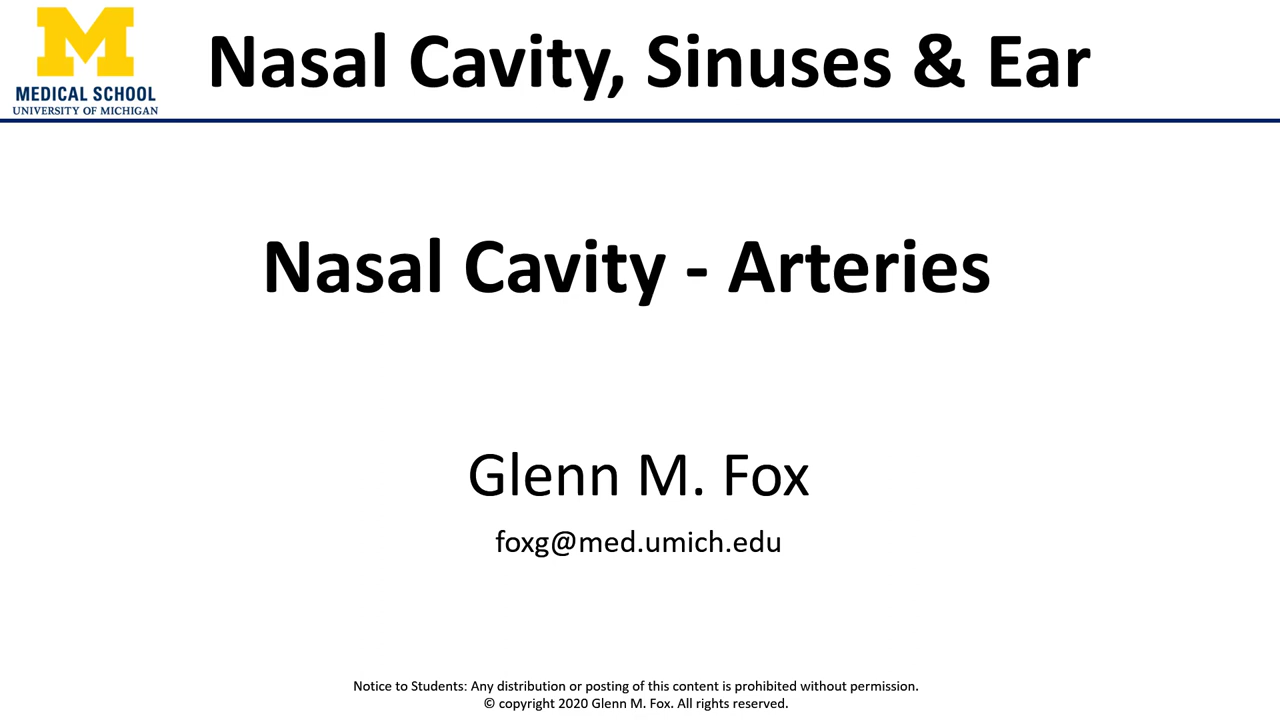 M
MEDICAL SCHOOL
UNIVERSITY OF MICHIGAN
Nasal Cavity, Sinuses & Ear
Nasal Cavity - Arteries
Glenn M. Fox
foxg@med.umich.edu
Notice to Students: Any distribution or posting of this content is prohibited without permission.
© copyright 2020 Glenn M. Fox. All rights reserved.